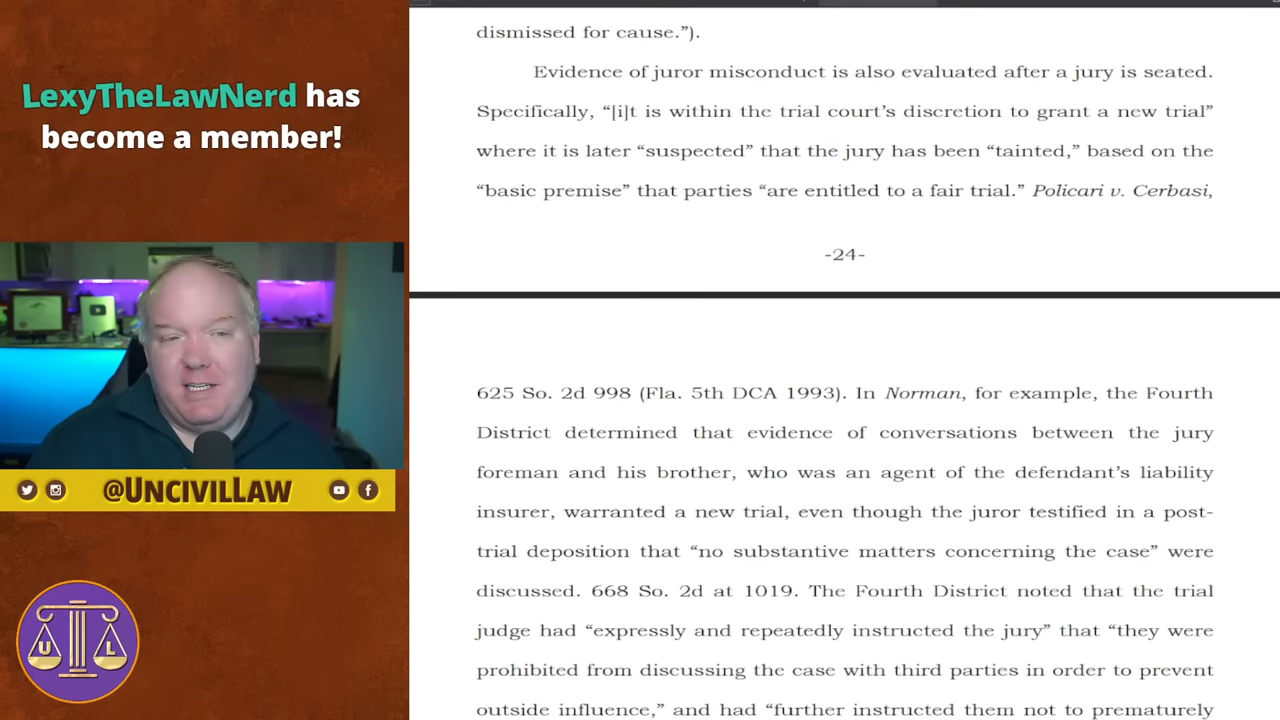 LexyTheLawNerd has
become a member!
@UNCIVILLAW
U L
dismissed for cause.”).
Evidence of juror misconduct is also evaluated after a jury is seated.
Specifically, “[i]t is within the trial court’s discretion to grant a new trial”
where it is later “suspected” that the jury has been “tainted,” based on the
“basic premise” that parties “are entitled to a fair trial.” Policari v. Cerbasi,
-24-
625 So. 2d 998 (Fla. 5th DCA 1993). In Norman, for example, the Fourth
District determined that evidence of conversations between the jury
foreman and his brother, who was an agent of the defendant’s liability
insurer, warranted a new trial, even though the juror testified in a post-
trial deposition that “no substantive matters concerning the case” were
discussed. 668 So. 2d at 1019. The Fourth District noted that the trial
judge had “expressly and repeatedly instructed the jury” that “they were
prohibited from discussing the case with third parties in order to prevent
outside influence,” and had “further instructed them not to prematurely